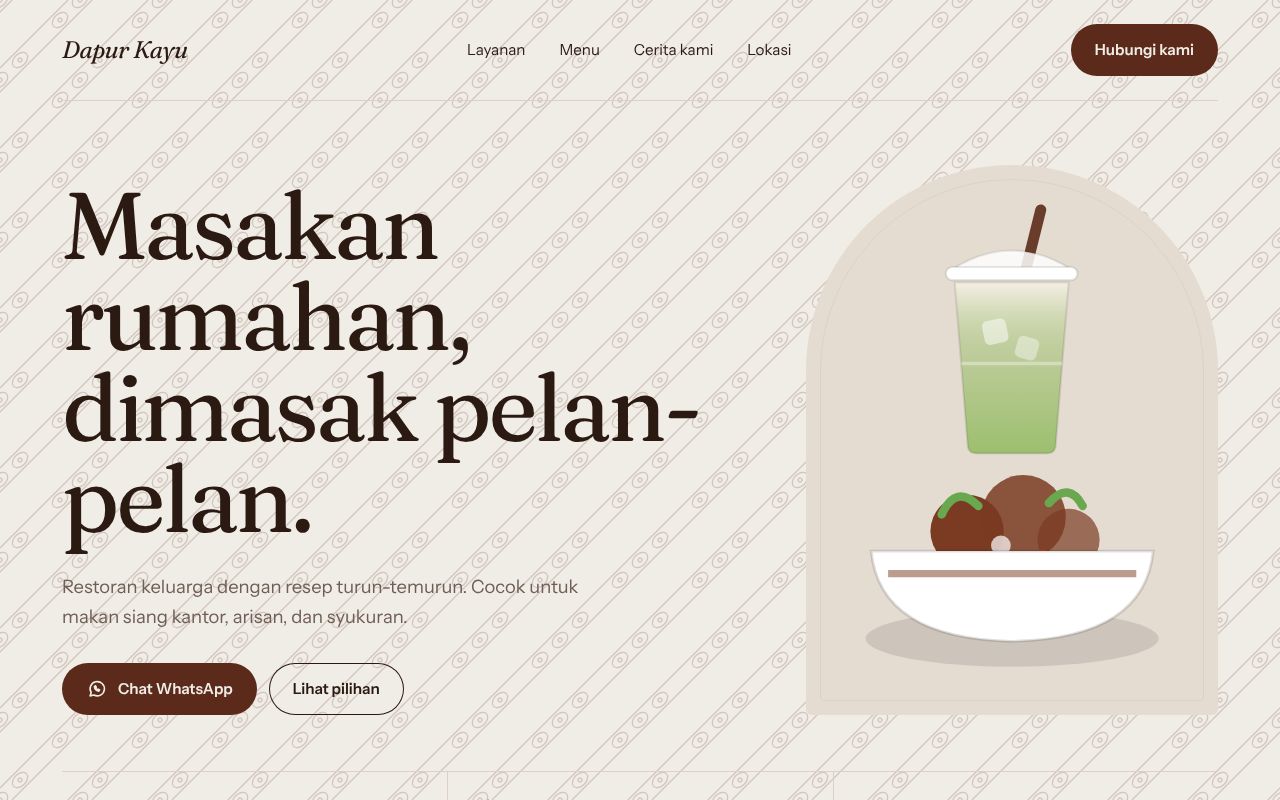 Dapur Kayu
Layanan
Menu
Cerita kami
Lokasi
Hubungi kami
Masakan
rumahan,
dimasak pelan-
pelan.
Restoran keluarga dengan resep turun-temurun. Cocok untuk
makan siang kantor, arisan, dan syukuran.
Chat WhatsApp
Lihat pilihan